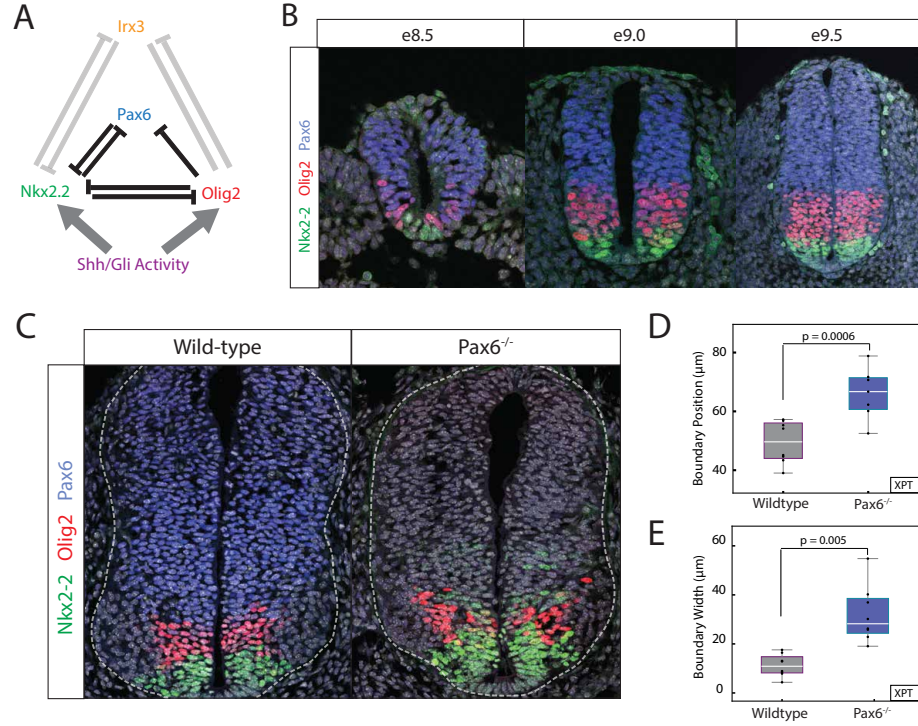 A
Irx3
Pax6
Nkx2.2
Olig2
Shh/Gli Activity
B
e8.5
e9.0
e9.5
Nkx2-2 Olig2 Pax6
C
Wild-type
Pax6-/-
Nkx2-2 Olig2 Pax6
D
p = 0.0006
Boundary Position (μm)
80
60
40
Wildtype
Pax6-/-
XPT
E
p = 0.005
Boundary Width (μm)
60
40
20
0
Wildtype
Pax6-/-
XPT